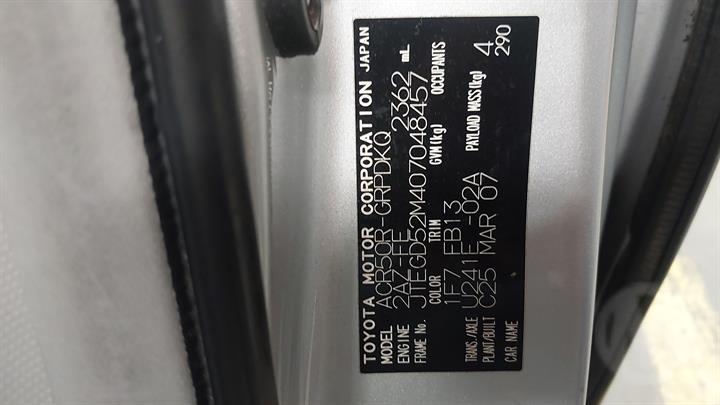 TOYOTA MOTOR CORPORATION JAPAN
MODEL ACR50R-GRPDKQ
ENGINE 2AZ-FE 2362 mL
FRAME No. JTEGD52M407048457
COLOR TRIM GVM(kg) OCCUPANTS
1F7 FB13 4
TRANS./AXLE U241E -02A PAYLOAD MASS(kg) 290
PLANT/BUILT C25 MAR 07
CAR NAME